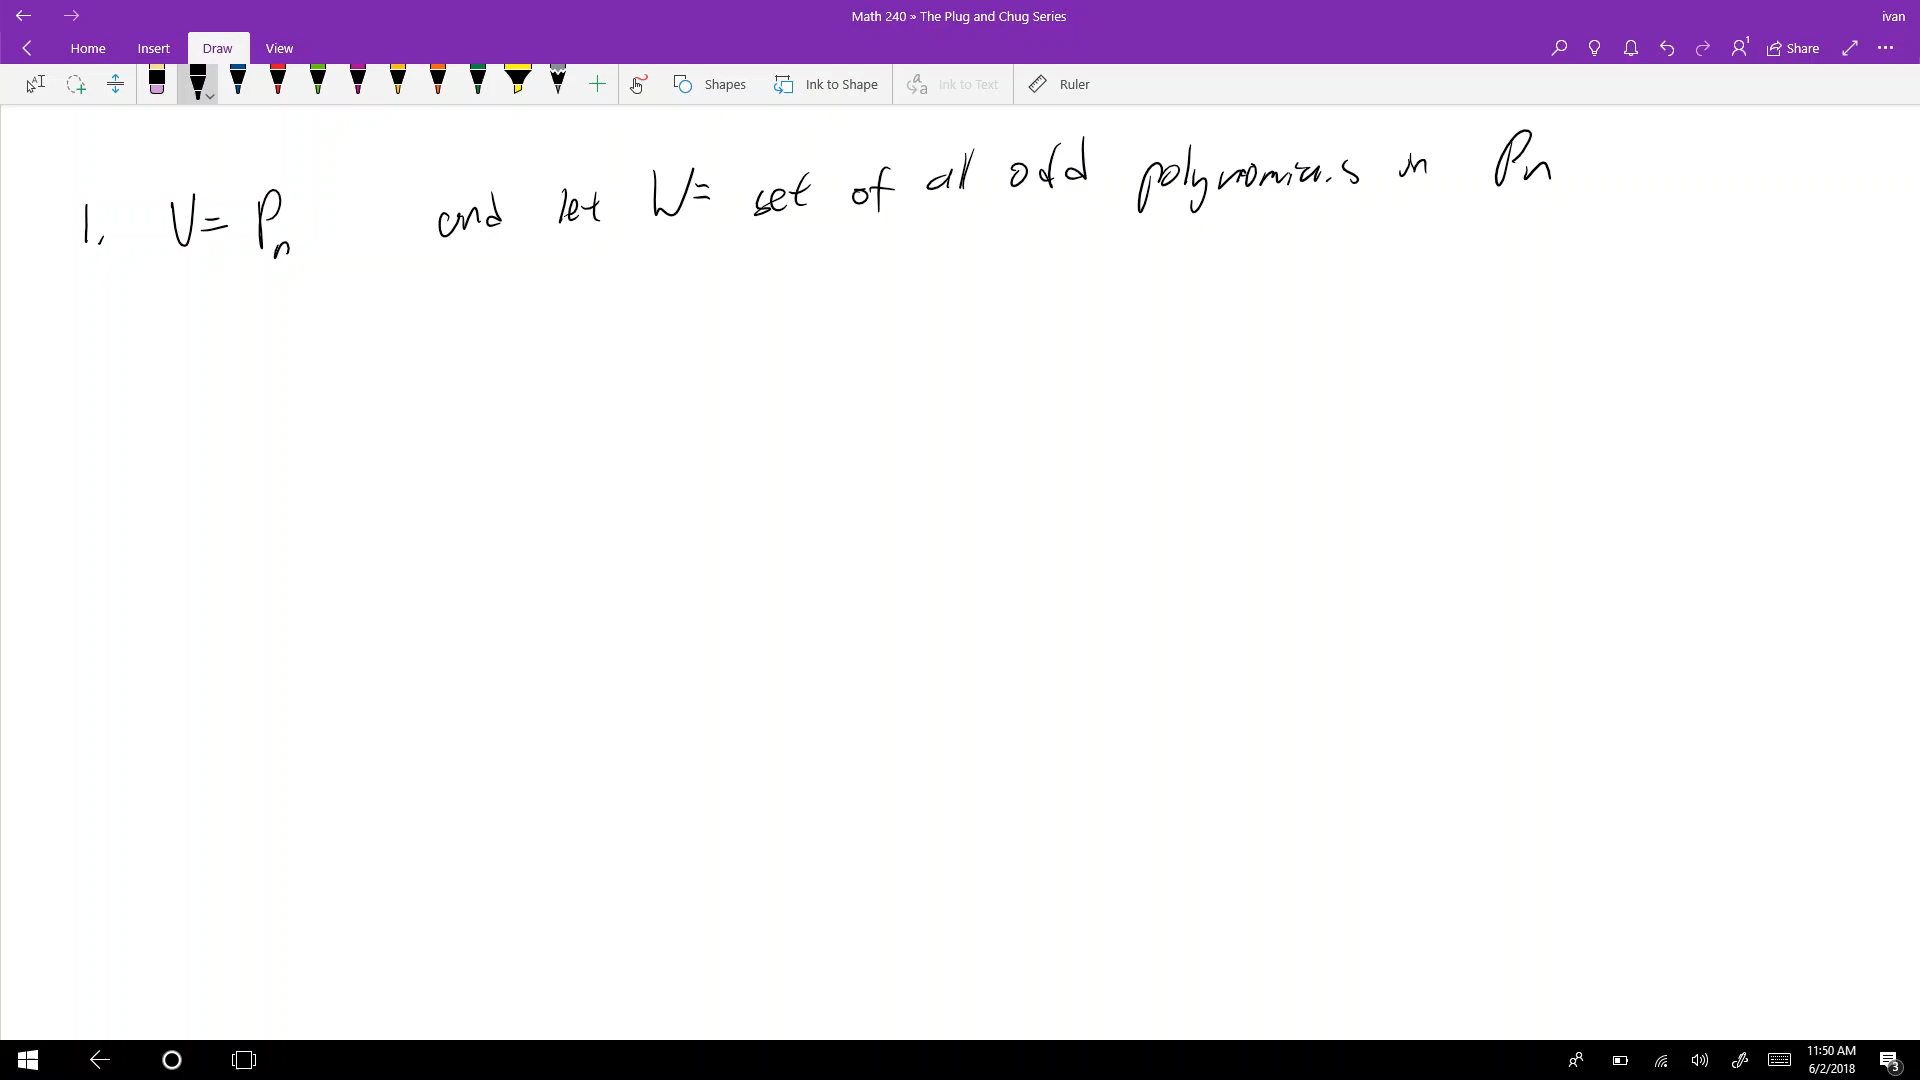 Math 240 » The Plug and Chug Series
ivan
Home Insert Draw View
1
Share
Shapes
Ink to Shape
Ink to Text
Ruler
1. V = Pn and let W = set of all odd polynomials in Pn
11:50 AM
6/2/2018
3